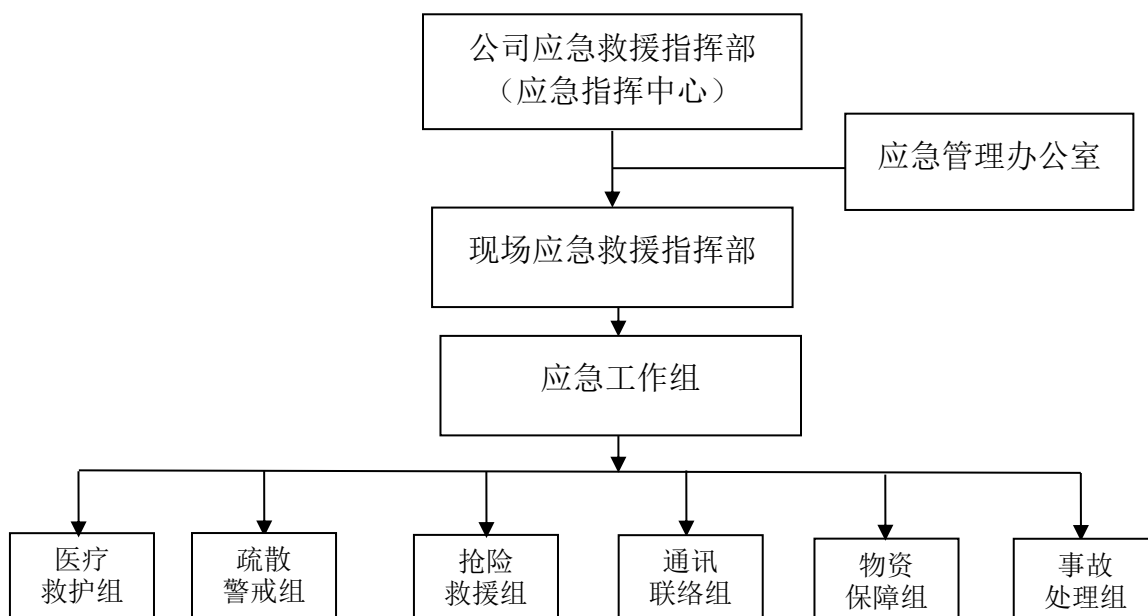 公司应急救援指挥部
（应急指挥中心）
应急管理办公室
现场应急救援指挥部
应急工作组
医疗
救护组
疏散
警戒组
抢险
救援组
通讯
联络组
物资
保障组
事故
处理组